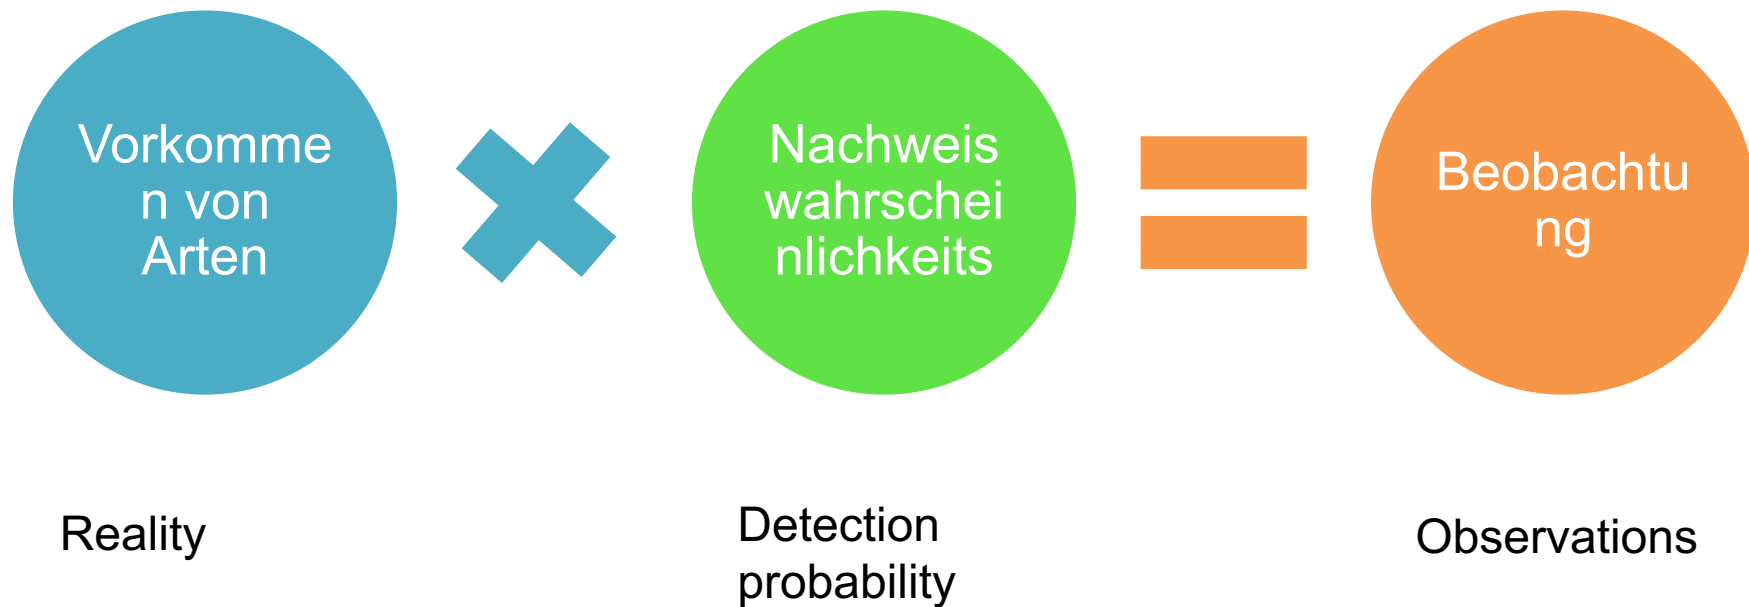 Vorkomme
n von
Arten
Nachweis
wahrschei
nlichkeits
Beobachtu
ng
Reality
Detection
probability
Observations